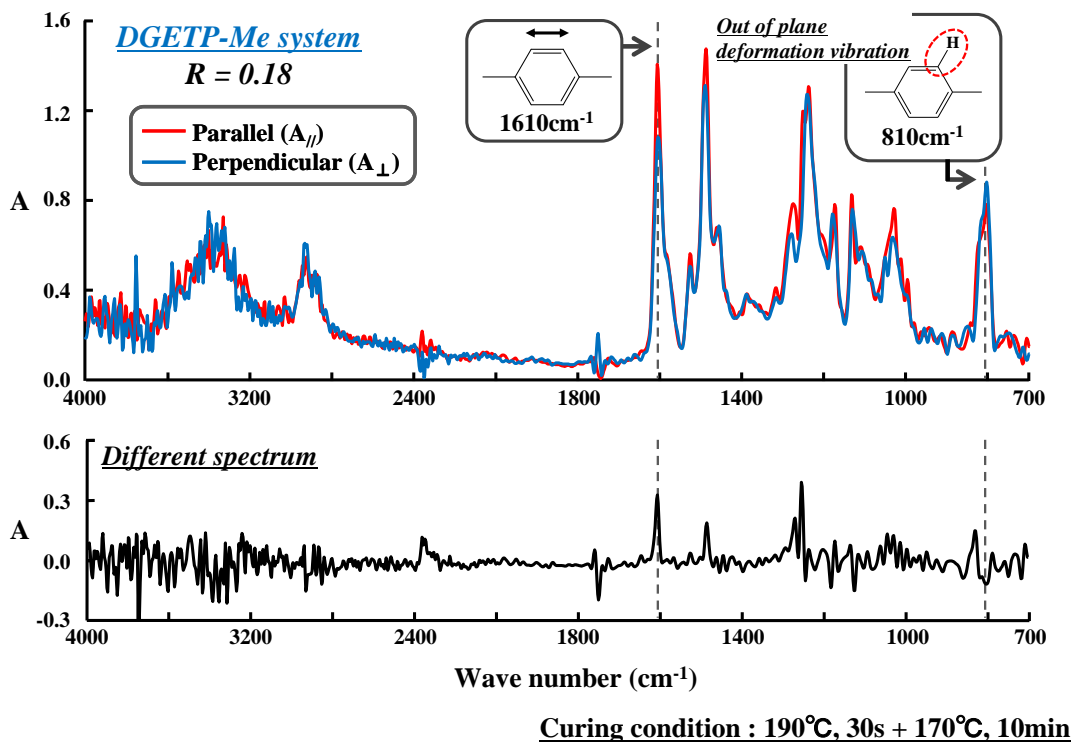 DGETP-Me system
R = 0.18
Parallel (A//)
Perpendicular (A⊥)
1610cm-1
Out of plane
deformation vibration
H
810cm-1
A
1.6
1.2
0.8
0.4
0.0
4000 3200 2400 1800 1400 1000 700
Different spectrum
A
0.6
0.3
0.0
-0.3
4000 3200 2400 1800 1400 1000 700
Wave number (cm-1)
Curing condition : 190℃, 30s + 170℃, 10min